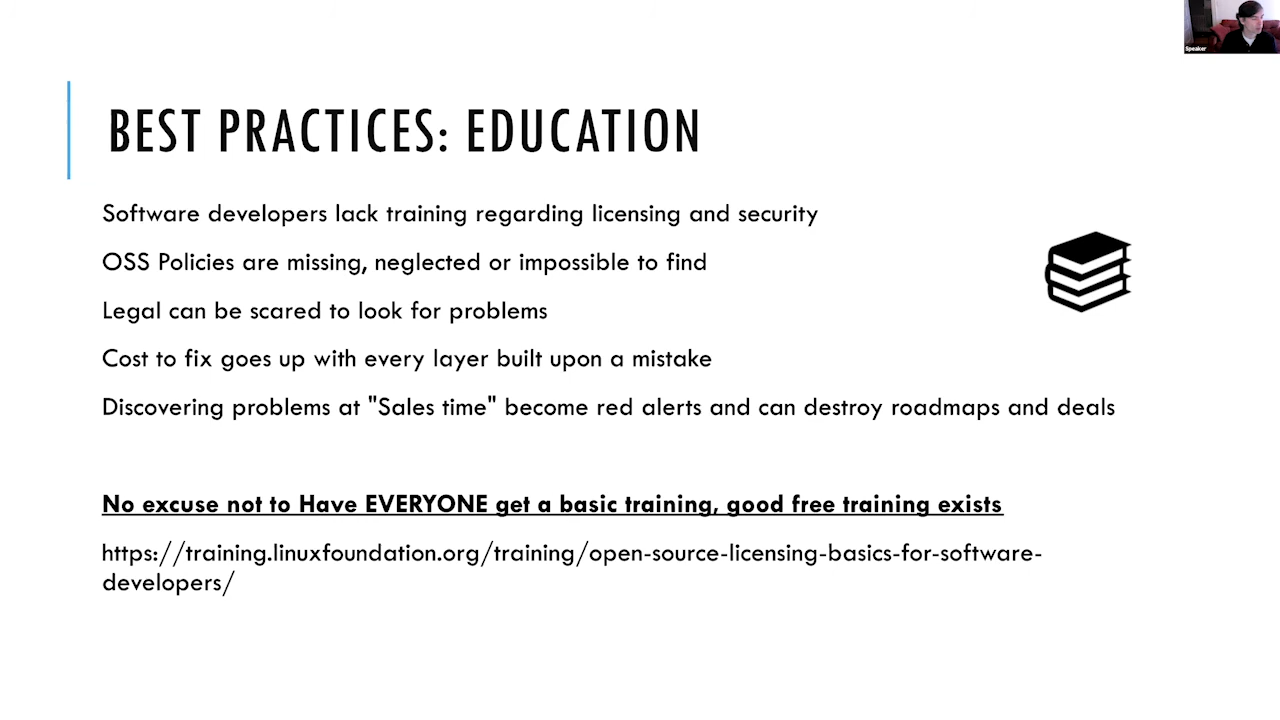 Speaker
BEST PRACTICES: EDUCATION
Software developers lack training regarding licensing and security
OSS Policies are missing, neglected or impossible to find
Legal can be scared to look for problems
Cost to fix goes up with every layer built upon a mistake
Discovering problems at "Sales time" become red alerts and can destroy roadmaps and deals
No excuse not to Have EVERYONE get a basic training, good free training exists
https://training.linuxfoundation.org/training/open-source-licensing-basics-for-software-
developers/